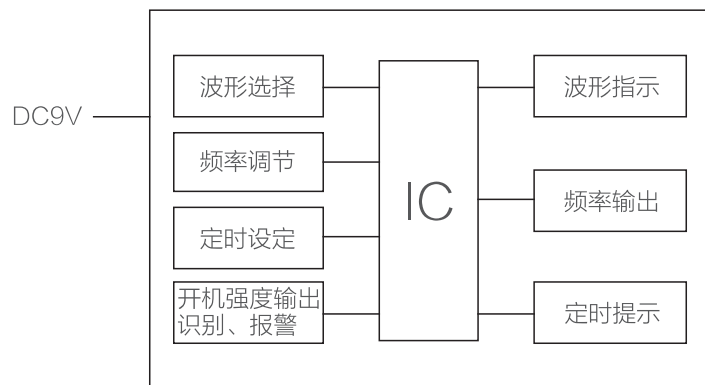 DC9V
波形选择
频率调节
定时设定
开机强度输出
识别、报警
IC
波形指示
频率输出
定时提示